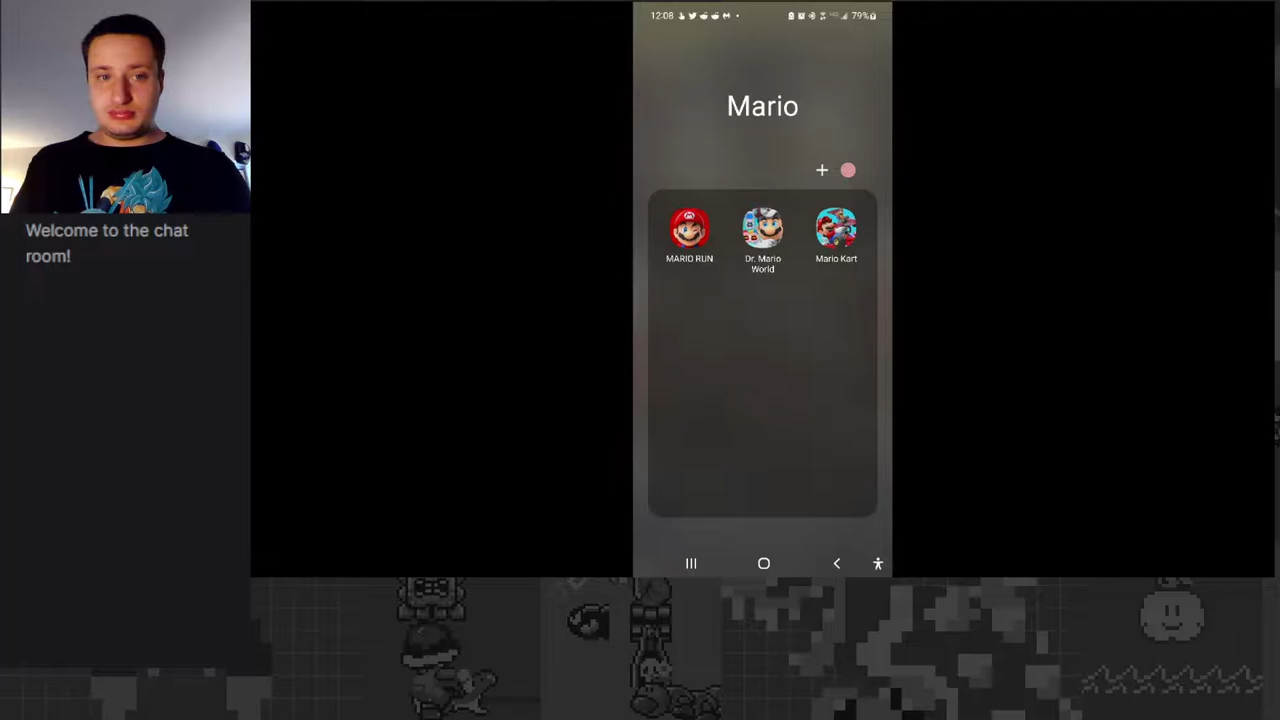 12:08
79%
Mario
MARIO RUN
Dr. Mario
World
Mario Kart
Welcome to the chat
room!